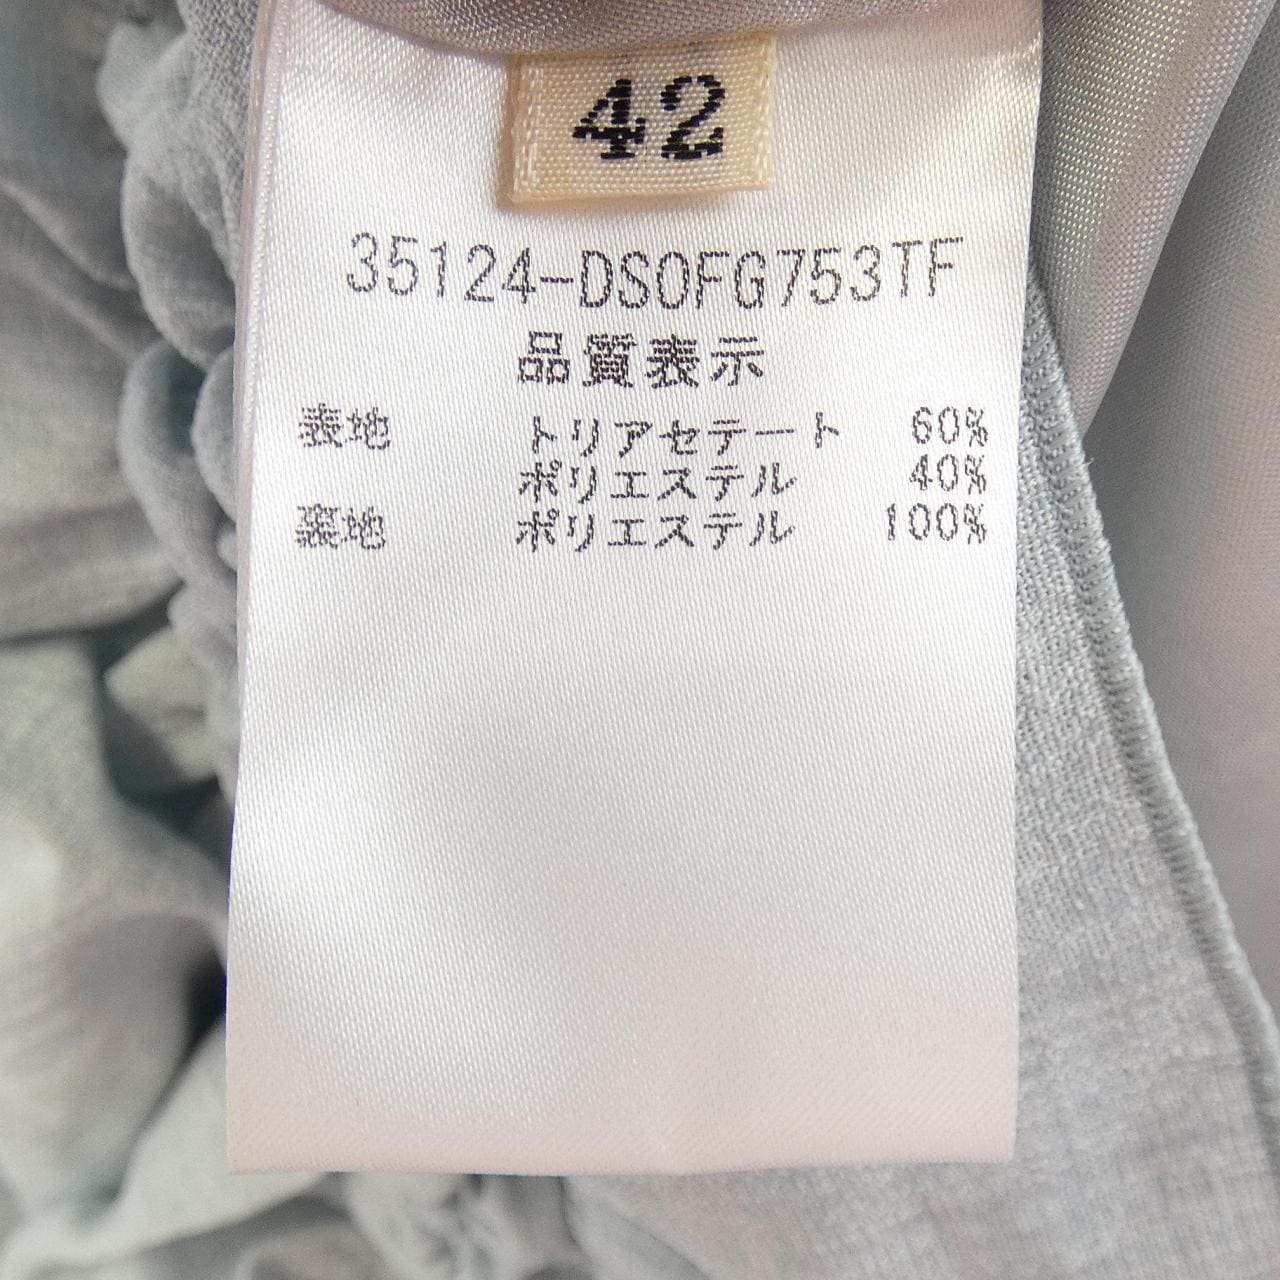 42
35124-DSOFG753TF
品質表示
表地 トリアセテート 60%
ポリエステル 40%
裏地 ポリエステル 100%